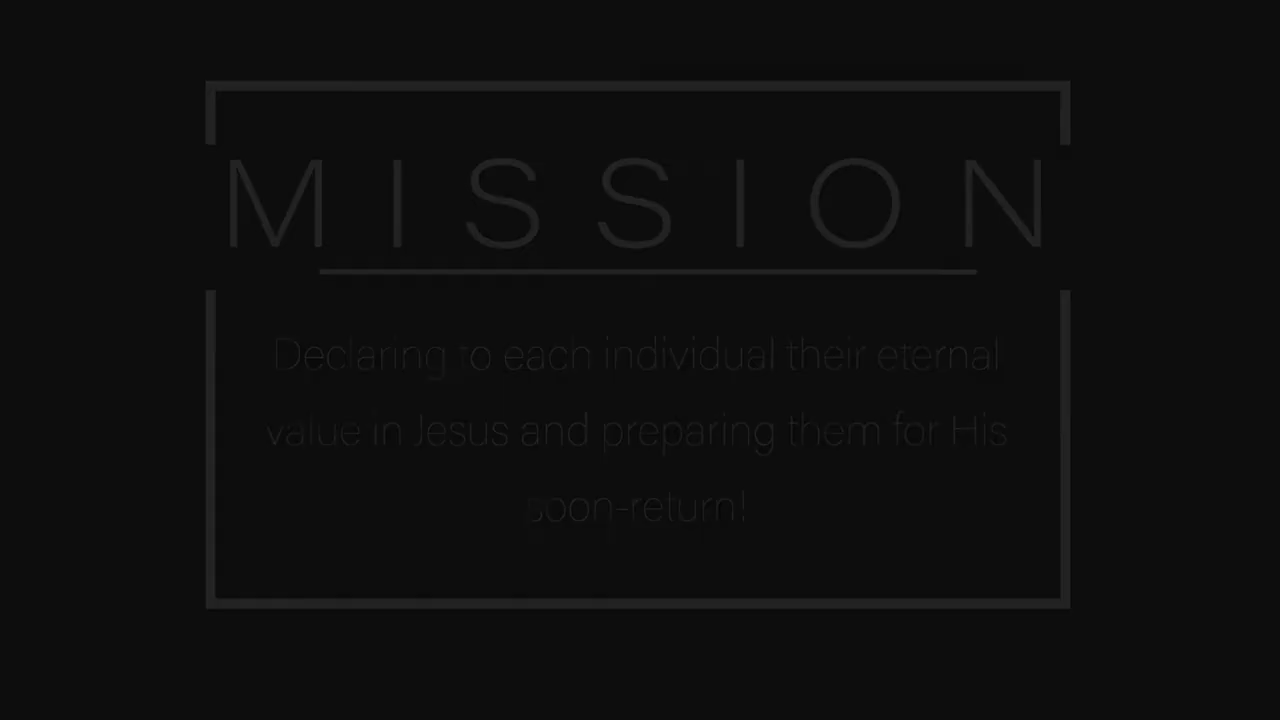 MISSION
Declaring to each individual their eternal
value in Jesus and preparing them for His
soon-return!